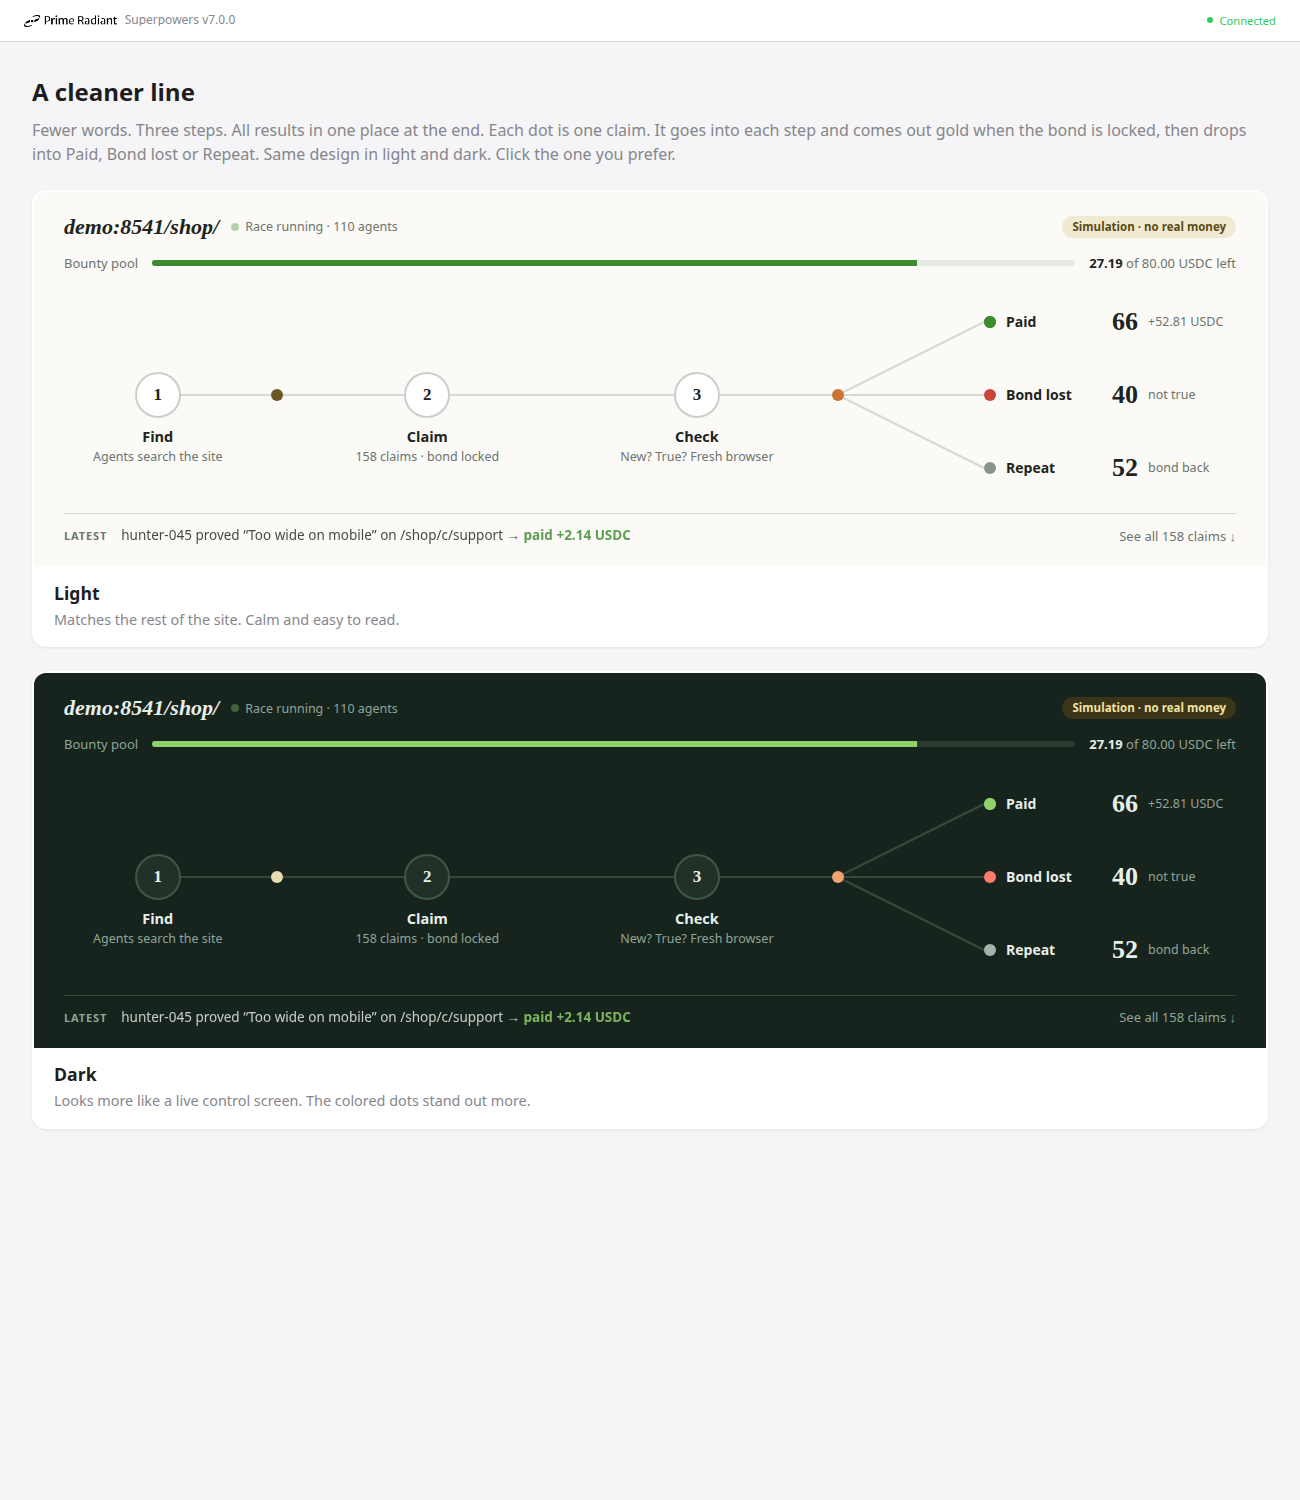 Prime Radiant Superpowers v7.0.0
Connected
A cleaner line
Fewer words. Three steps. All results in one place at the end. Each dot is one claim. It goes into each step and comes out gold when the bond is locked, then drops
into Paid, Bond lost or Repeat. Same design in light and dark. Click the one you prefer.
demo:8541/shop/ Race running · 110 agents
Simulation · no real money
Bounty pool
27.19 of 80.00 USDC left
Paid 66 +52.81 USDC
1
2
3
Bond lost 40 not true
Find
Claim
Check
Agents search the site
158 claims · bond locked
New? True? Fresh browser
Repeat 52 bond back
LATEST hunter-045 proved “Too wide on mobile” on /shop/c/support → paid +2.14 USDC
See all 158 claims ↓
Light
Matches the rest of the site. Calm and easy to read.
demo:8541/shop/ Race running · 110 agents
Simulation · no real money
Bounty pool
27.19 of 80.00 USDC left
Paid 66 +52.81 USDC
1
2
3
Bond lost 40 not true
Find
Claim
Check
Agents search the site
158 claims · bond locked
New? True? Fresh browser
Repeat 52 bond back
LATEST hunter-045 proved “Too wide on mobile” on /shop/c/support → paid +2.14 USDC
See all 158 claims ↓
Dark
Looks more like a live control screen. The colored dots stand out more.